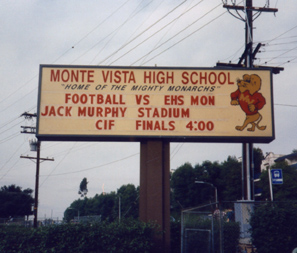 MONTE VISTA HIGH SCHOOL
"HOME OF THE MIGHTY MONARCHS"
FOOTBALL VS EHS MON
JACK MURPHY STADIUM
CIF FINALS 4:00